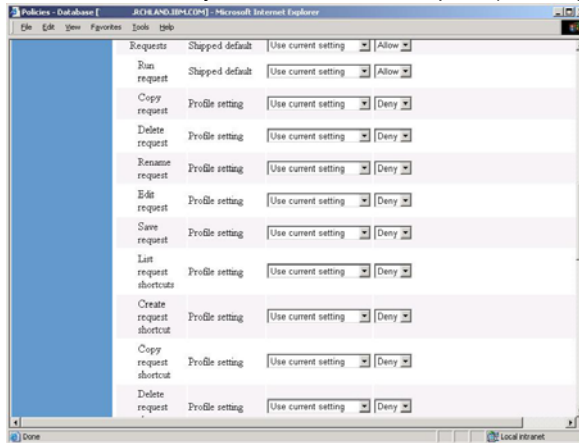 Policies - Database [ .RCHLAND.IBM.COM] - Microsoft Internet Explorer
File Edit View Favorites Tools Help
Requests Shipped default Use current setting Allow
Run
request Shipped default Use current setting Allow
Copy
request Profile setting Use current setting Deny
Delete
request Profile setting Use current setting Deny
Rename
request Profile setting Use current setting Deny
Edit
request Profile setting Use current setting Deny
Save
request Profile setting Use current setting Deny
List
request Profile setting Use current setting Deny
shortcuts
Create
request Profile setting Use current setting Deny
shortcut
Copy
request Profile setting Use current setting Deny
shortcut
Delete
request Profile setting Use current setting Deny
Done Local intranet